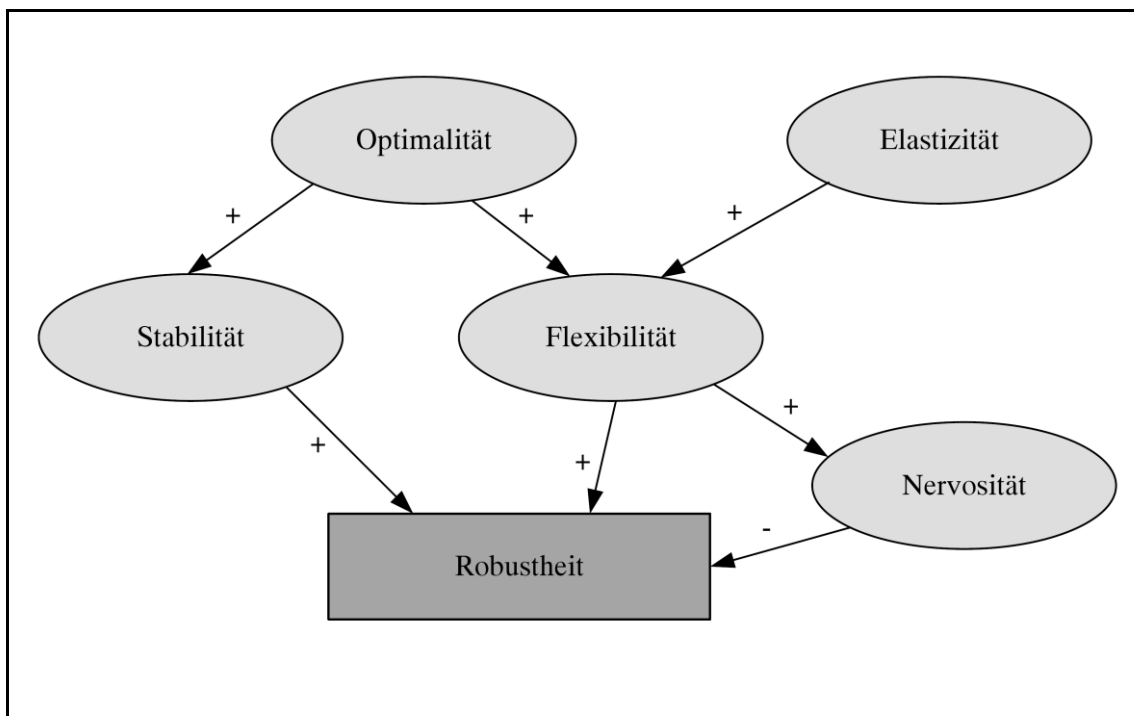 Optimalität
Elastizität
+
+
+
Stabilität
Flexibilität
+
+
+
Nervosität
-
Robustheit